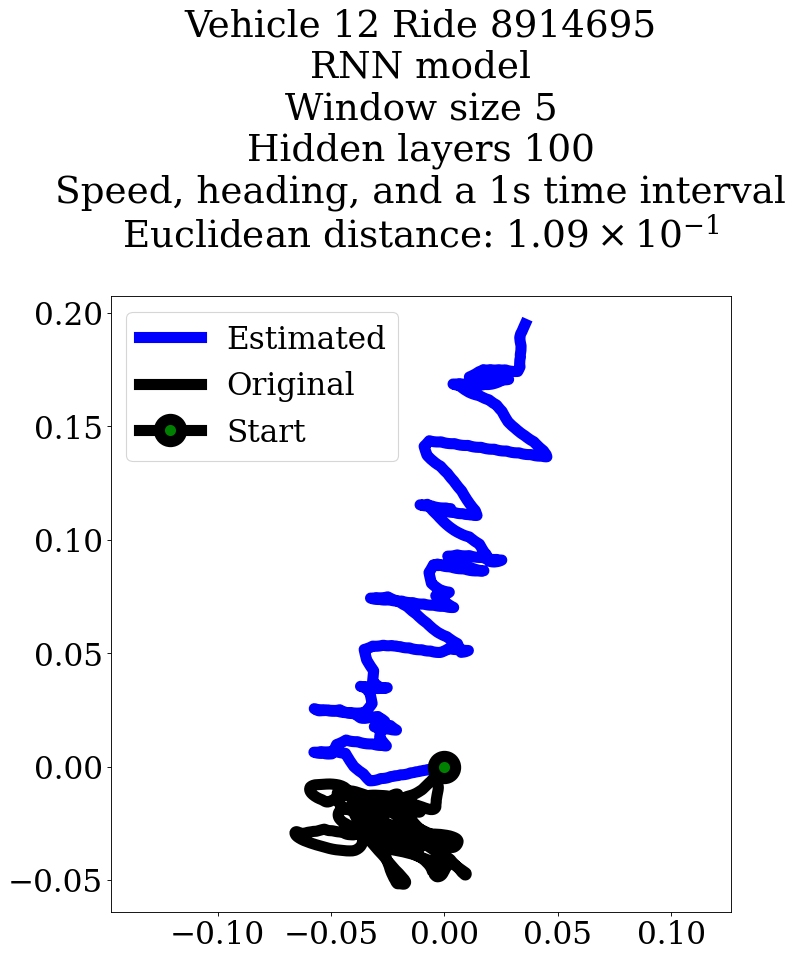 Vehicle 12 Ride 8914695
RNN model
Window size 5
Hidden layers 100
Speed, heading, and a 1s time interval
Euclidean distance: 1.09 × 10⁻¹
0.20
0.15
0.10
0.05
0.00
−0.05
Estimated
Original
Start
−0.10 −0.05 0.00 0.05 0.10